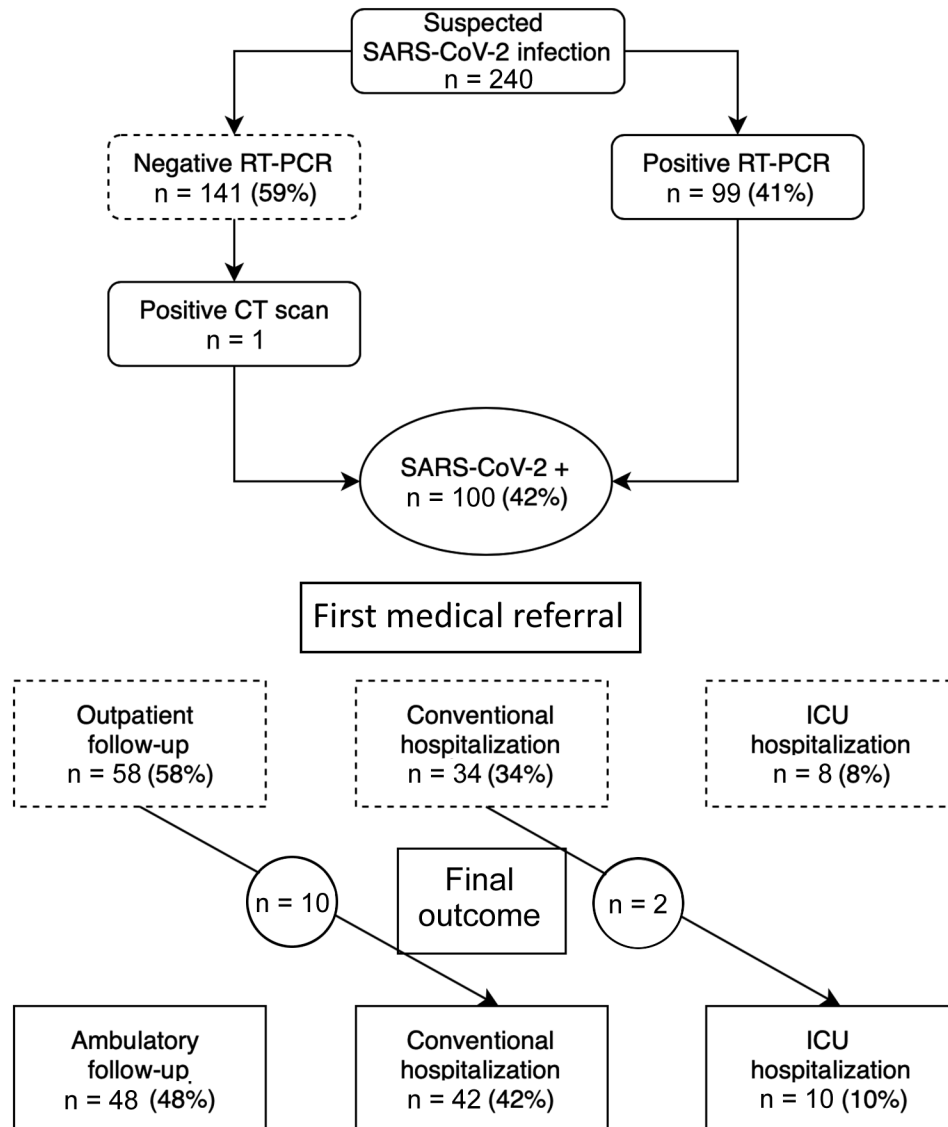 Suspected
SARS-CoV-2 infection
n = 240
Negative RT-PCR
n = 141 (59%)
Positive RT-PCR
n = 99 (41%)
Positive CT scan
n = 1
SARS-CoV-2 +
n = 100 (42%)
First medical referral
Outpatient
follow-up
n = 58 (58%)
Conventional
hospitalization
n = 34 (34%)
ICU
hospitalization
n = 8 (8%)
n = 10
Final
outcome
n = 2
Ambulatory
follow-up
n = 48 (48%)
Conventional
hospitalization
n = 42 (42%)
ICU
hospitalization
n = 10 (10%)